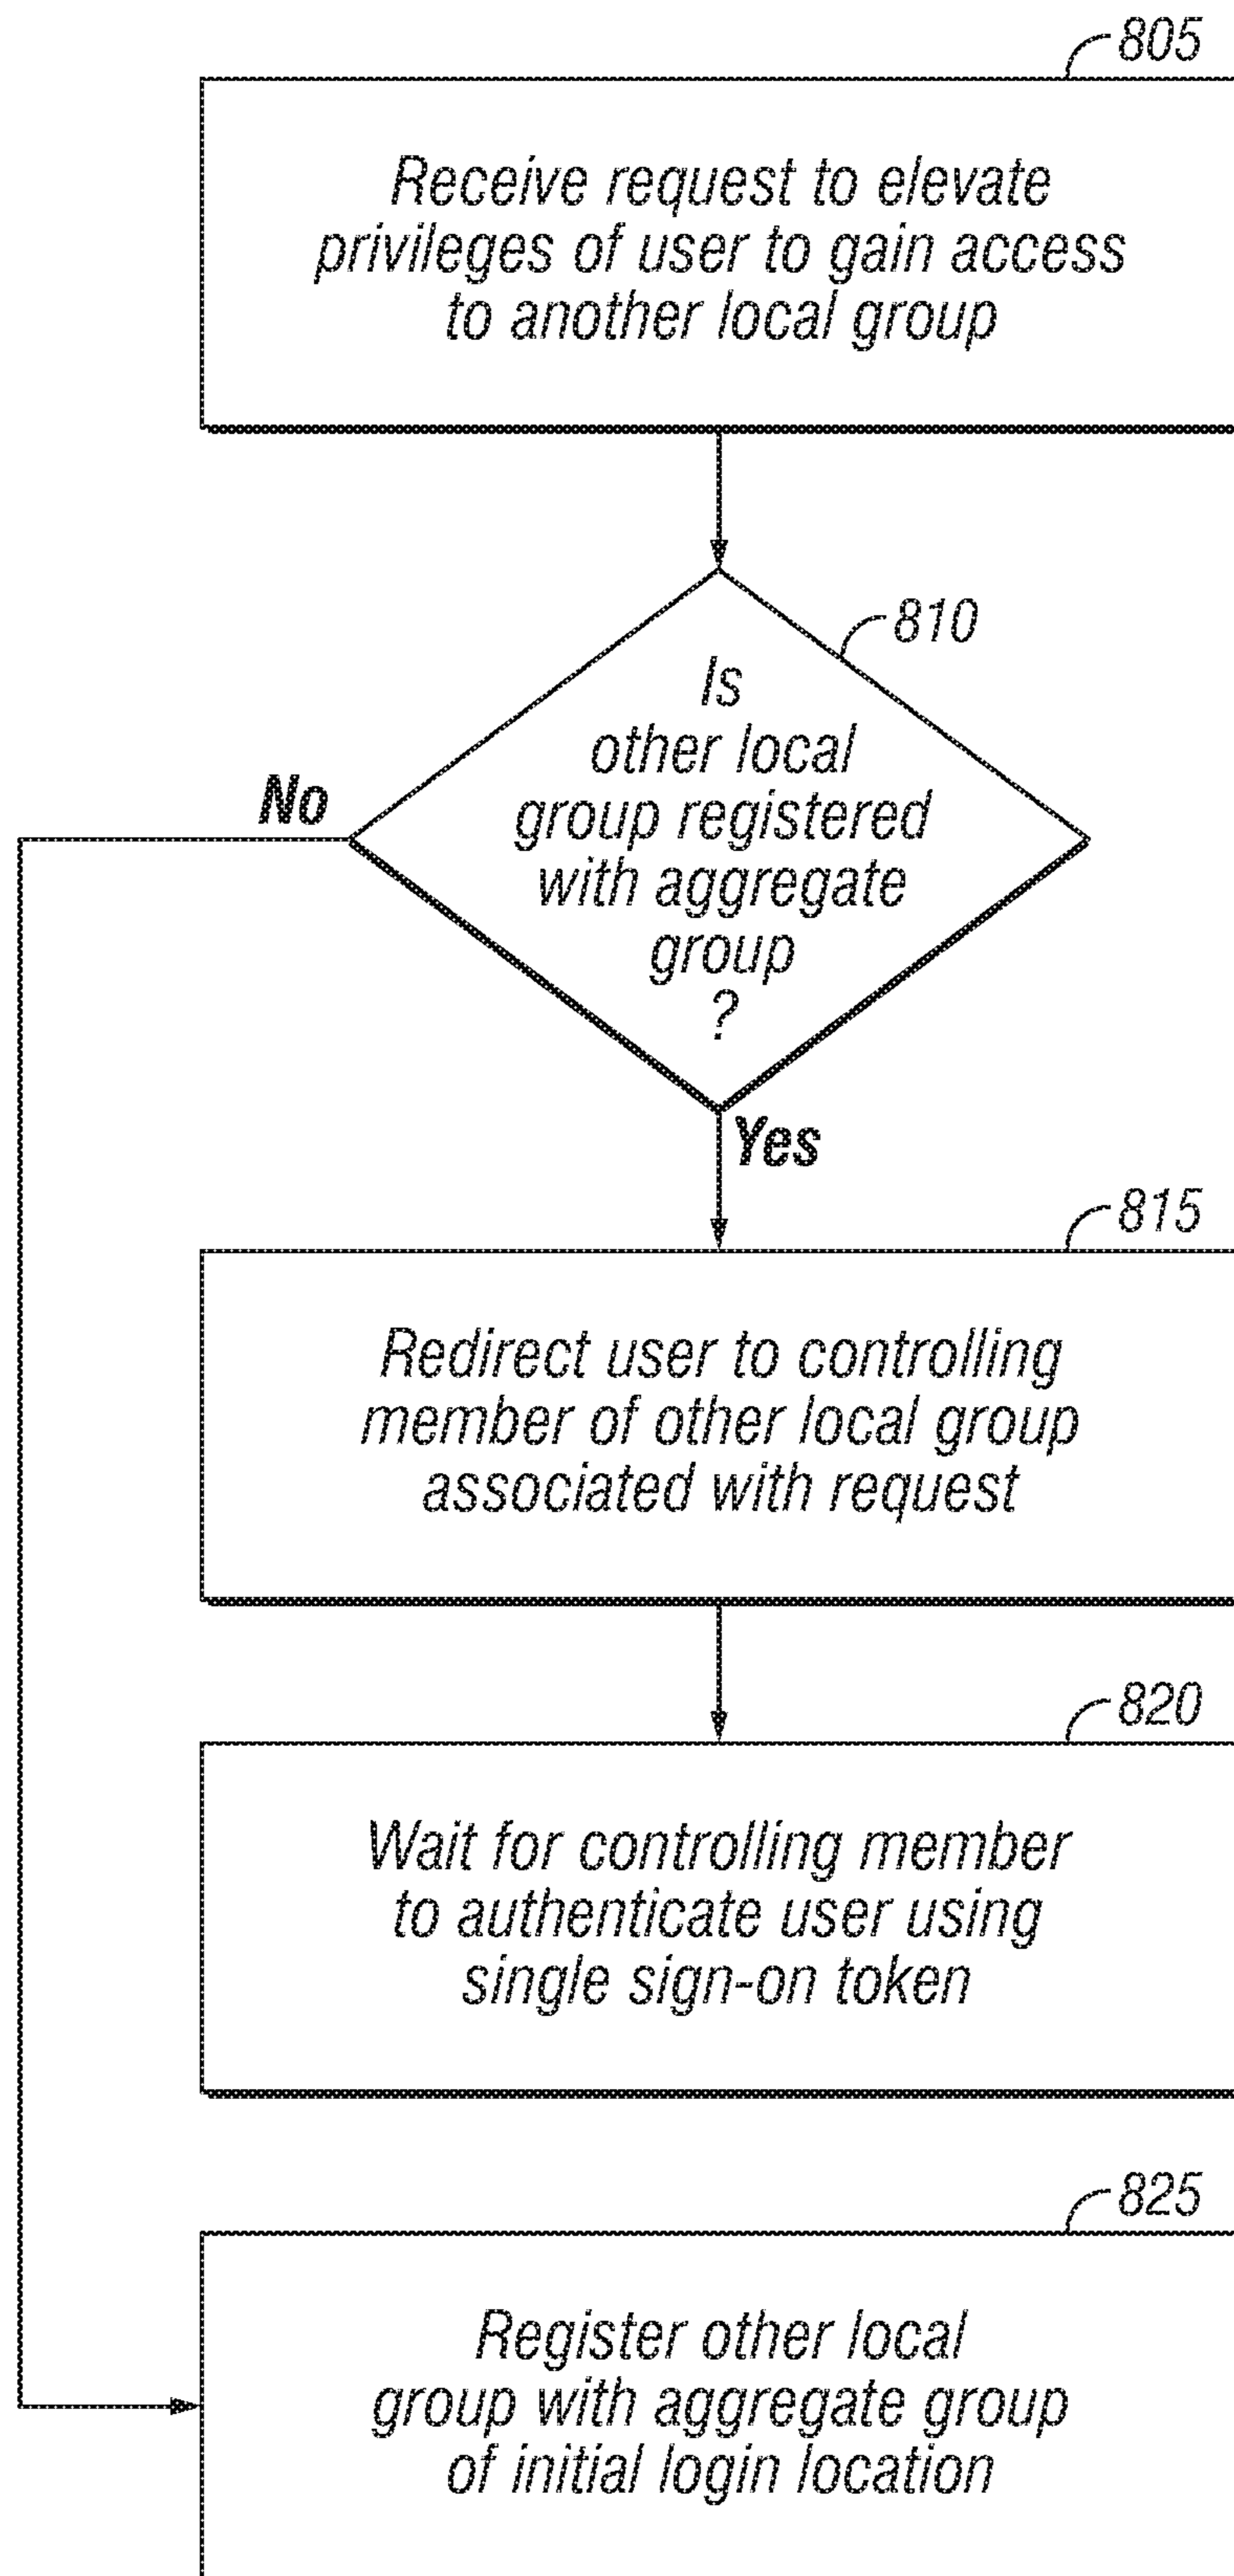 805
Receive request to elevate
privileges of user to gain access
to another local group
810
Is
other local
group registered
with aggregate
group
?
No
Yes
815
Redirect user to controlling
member of other local group
associated with request
820
Wait for controlling member
to authenticate user using
single sign-on token
825
Register other local
group with aggregate group
of initial login location